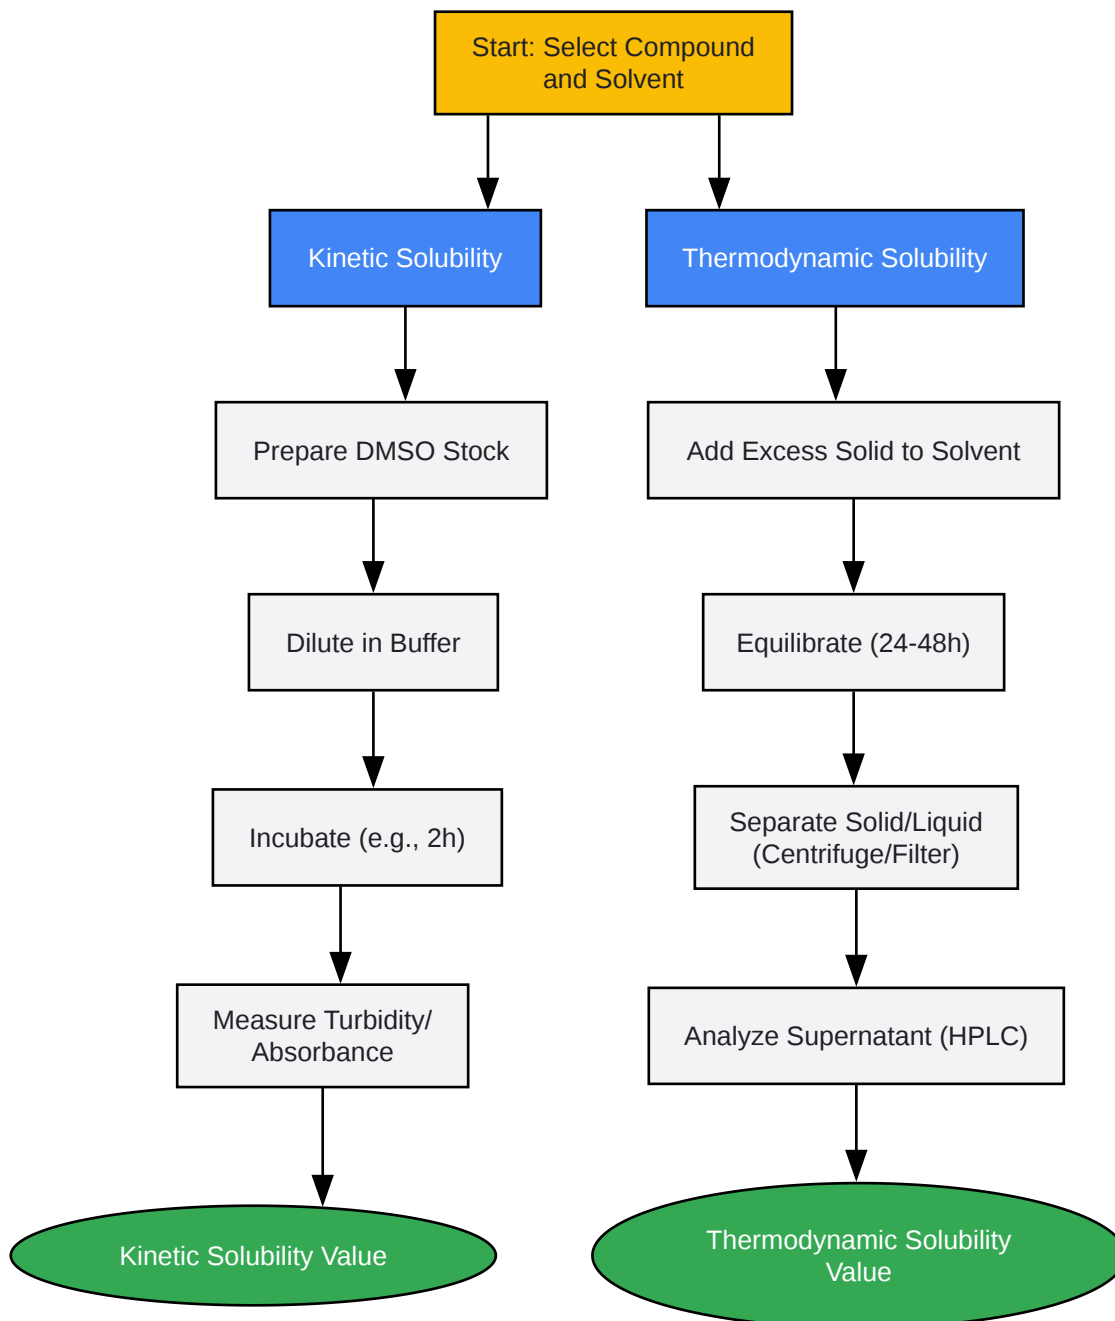 Start: Select Compound
and Solvent
Kinetic Solubility
Thermodynamic Solubility
Prepare DMSO Stock
Add Excess Solid to Solvent
Dilute in Buffer
Equilibrate (24-48h)
Incubate (e.g., 2h)
Separate Solid/Liquid
(Centrifuge/Filter)
Measure Turbidity/
Absorbance
Analyze Supernatant (HPLC)
Kinetic Solubility Value
Thermodynamic Solubility
Value